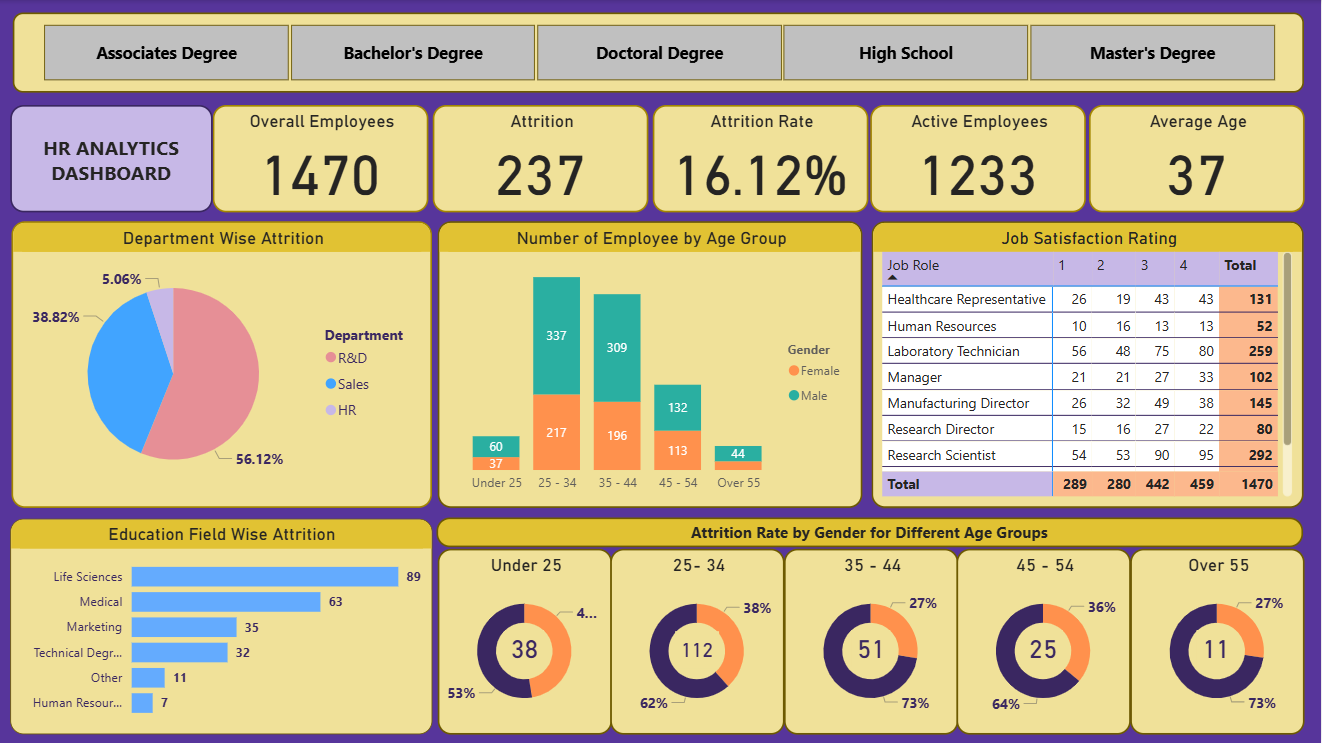 Associates Degree
Bachelor's Degree
Doctoral Degree
High School
Master's Degree
HR ANALYTICS
DASHBOARD
Overall Employees
1470
Attrition
237
Attrition Rate
16.12%
Active Employees
1233
Average Age
37
Department Wise Attrition
5.06%
38.82%
56.12%
Department
R&D
Sales
HR
Number of Employee by Age Group
60
37
337
217
309
196
132
113
44
Under 25 25 - 34 35 - 44 45 - 54 Over 55
Gender
Female
Male
Job Satisfaction Rating
Job Role 1 2 3 4 Total
Healthcare Representative 26 19 43 43 131
Human Resources 10 16 13 13 52
Laboratory Technician 56 48 75 80 259
Manager 21 21 27 33 102
Manufacturing Director 26 32 49 38 145
Research Director 15 16 27 22 80
Research Scientist 54 53 90 95 292
Total 289 280 442 459 1470
Education Field Wise Attrition
Life Sciences 89
Medical 63
Marketing 35
Technical Degr... 32
Other 11
Human Resour... 7
Attrition Rate by Gender for Different Age Groups
Under 25
4...
38
53%
25- 34
38%
112
62%
35 - 44
27%
51
73%
45 - 54
36%
25
64%
Over 55
27%
11
73%